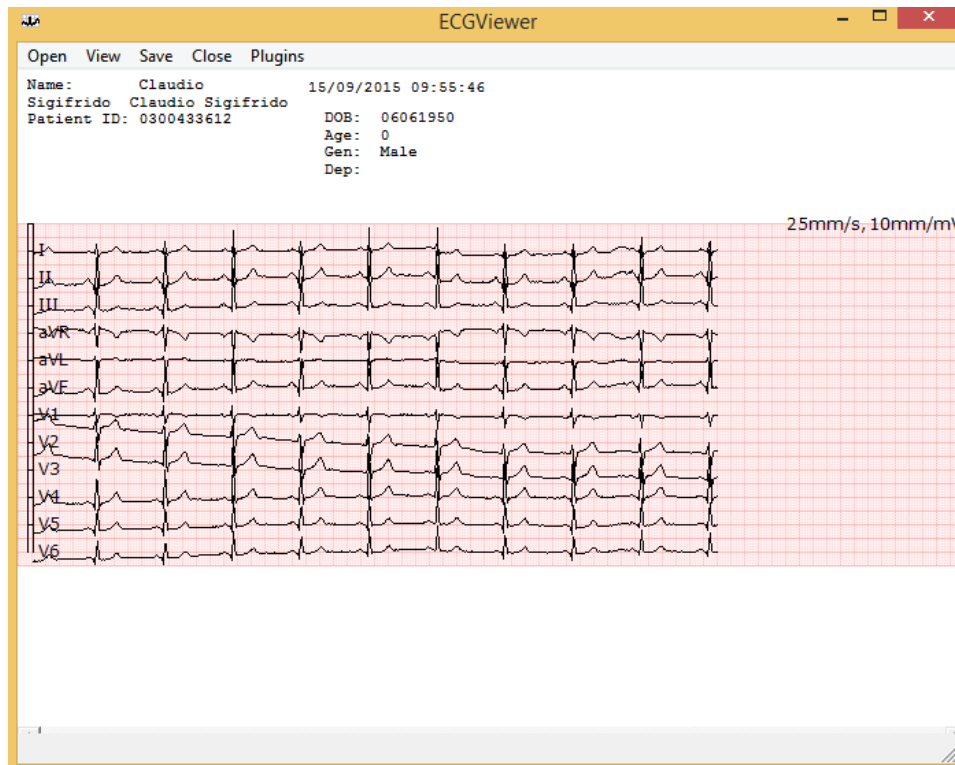 ECGViewer
Open View Save Close Plugins
Name: Claudio
Sigifrido Claudio Sigifrido
Patient ID: 0300433612
15/09/2015 09:55:46
DOB: 06061950
Age: 0
Gen: Male
Dep:
25mm/s, 10mm/mV
I
II
III
aVR
aVL
aVF
V1
V2
V3
V4
V5
V6